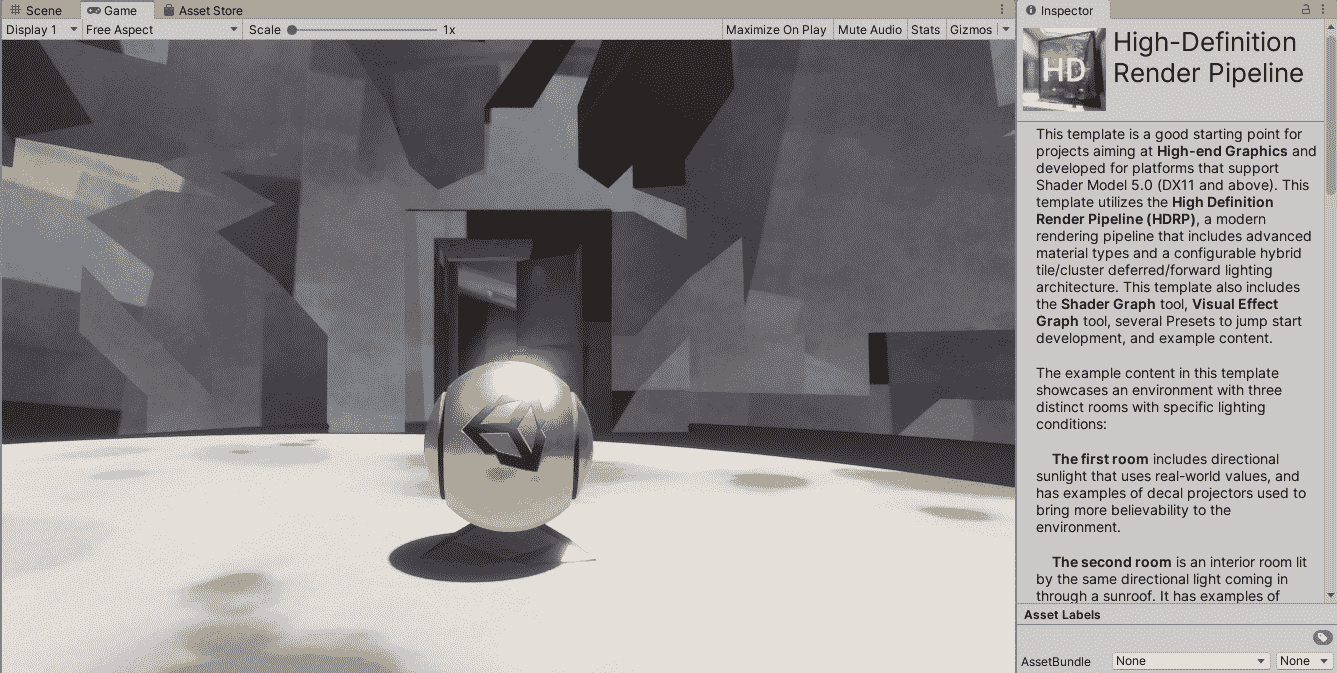 Scene
Game
Asset Store
Display 1
Free Aspect
Scale
1x
Maximize On Play
Mute Audio
Stats
Gizmos
Inspector
HD
High-Definition
Render Pipeline
This template is a good starting point for
projects aiming at High-end Graphics and
developed for platforms that support
Shader Model 5.0 (DX11 and above). This
template utilizes the High Definition
Render Pipeline (HDRP), a modern
rendering pipeline that includes advanced
material types and a configurable hybrid
tile/cluster deferred/forward lighting
architecture. This template also includes
the Shader Graph tool, Visual Effect
Graph tool, several Presets to jump start
development, and example content.
The example content in this template
showcases an environment with three
distinct rooms with specific lighting
conditions:
The first room includes directional
sunlight that uses real-world values, and
has examples of decal projectors used to
bring more believability to the
environment.
The second room is an interior room lit
by the same directional light coming in
through a sunroof. It has examples of
Asset Labels
AssetBundle
None
None